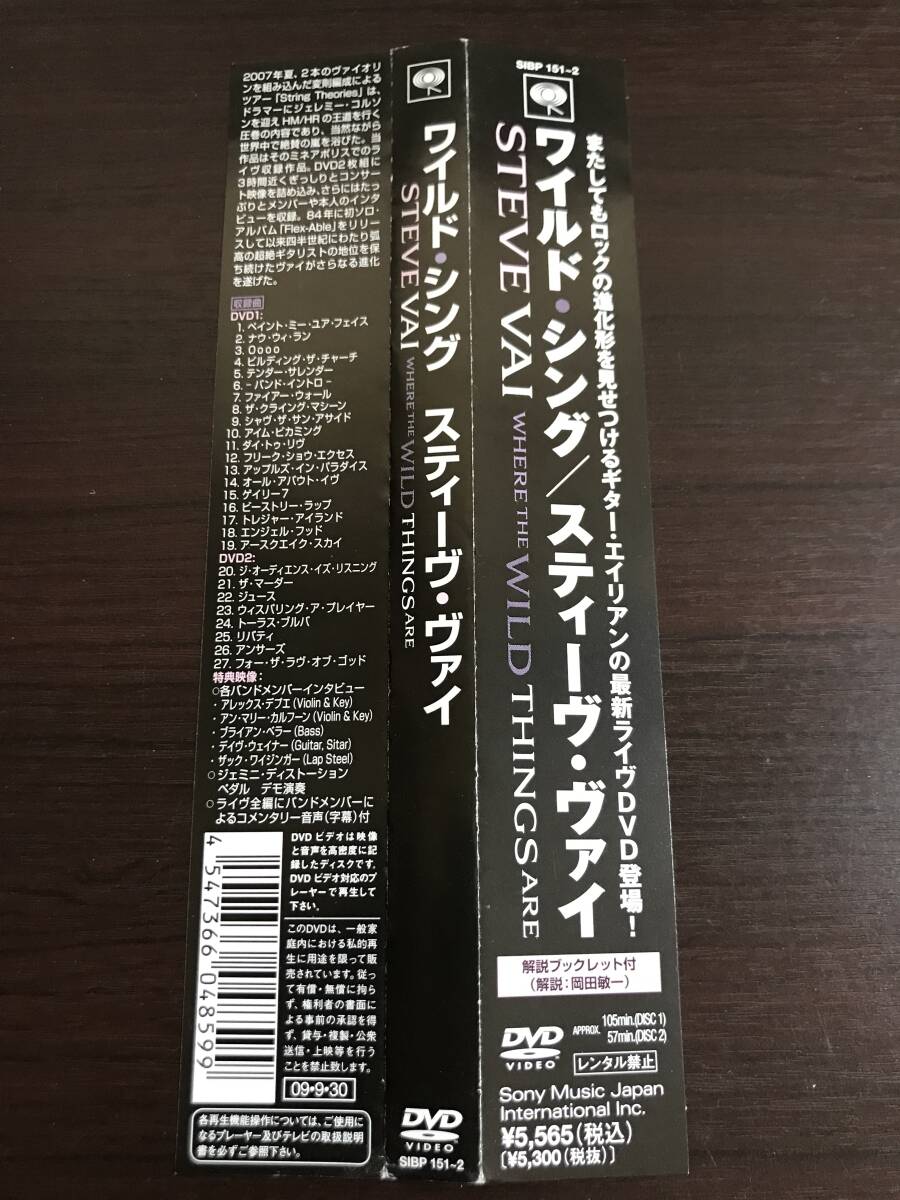 2007年夏、2本のヴァイオリ
ンを組み込んだ変則編成による
ツアー「String Theories」は、
ドラマーにジェレミー・コルソ
ンを迎えHM/HRの王道を行く
圧巻の内容であり、当然ながら
世界中で絶賛の嵐を浴びた。当
作品はそのミネアポリスでのラ
イヴ収録作品。DVD2枚組に
3時間近くぎっしりとコンサー
ト映像を詰め込み、さらにはたっ
ぷりとメンバーや本人のインタ
ビューを収録。84年に初ソロ・
アルバム「Flex-Able」をリリー
スして以来四半世紀にわたり孤
高の超絶ギタリストの地位を保
ち続けたヴァイがさらなる進化
を遂げた。
収録曲
DVD1:
1. ペイント・ミー・ユア・フェイス
2. ナウ・ウィ・ラン
3. Oooo
4. ビルディング・ザ・チャーチ
5. テンダー・サレンダー
6. -バンド・イントロ-
7. ファイアー・ウォール
8. ザ・クライング・マシーン
9. シャヴ・ザ・サン・アサイド
10. アイム・ビカミング
11. ダイ・トゥ・リヴ
12. フリーク・ショウ・エクセス
13. アップルズ・イン・パラダイス
14. オール・アバウト・イヴ
15. ゲイリー7
16. ビーストリー・ラップ
17. トレジャー・アイランド
18. エンジェル・フッド
19. アースクエイク・スカイ
DVD2:
20. ジ・オーディエンス・イズ・リスニング
21. ザ・マーダー
22. ジュース
23. ウィスパリング・ア・プレイヤー
24. トーラス・ブルバ
25. リバティ
26. アンサーズ
27. フォー・ザ・ラヴ・オブ・ゴッド
特典映像:
○各バンドメンバーインタビュー
・アレックス・デプエ(Violin & Key)
・アン・マリー・カルフーン(Violin & Key)
・ブライアン・ベラー(Bass)
・デイヴ・ウェイナー(Guitar, Sitar)
・ザック・ワイジンガー(Lap Steel)
○ジェミニ・ディストーション
ペダル デモ演奏
○ライヴ全編にバンドメンバーに
よるコメンタリー音声(字幕)付
4 547366 048599
DVDビデオは映像
と音声を高密度に記
録したディスクです。
DVDビデオ対応のプ
レーヤーで再生して
下さい。
このDVDは、一般家
庭内における私的再
生に用途を限って販
売されています。従っ
て有償・無償に拘ら
ず、権利者の書面に
よる事前の承認を得
ず、貸与・複製・公衆
送信・上映等を行う
ことを禁止致します。
09・9・30
各再生機能操作については、ご使用に
なるプレーヤー及びテレビの取扱説明
書を必ずご参照下さい。
ワイルド・シング スティーヴ・ヴァイ
STEVE VAI WHERE THE WILD THINGS ARE
DVD
VIDEO
SIBP 151~2
SIBP 151~2
またしてもロックの進化形を見せつけるギター・エイリアンの最新ライヴDVD登場!
ワイルド・シング/スティーヴ・ヴァイ
STEVE VAI WHERE THE WILD THINGS ARE
解説ブックレット付
(解説:岡田敏一)
DVD
VIDEO
APPROX. 105min.(DISC 1)
57min.(DISC 2)
レンタル禁止
Sony Music Japan
International Inc.
¥5,565(税込)
[¥5,300(税抜)]